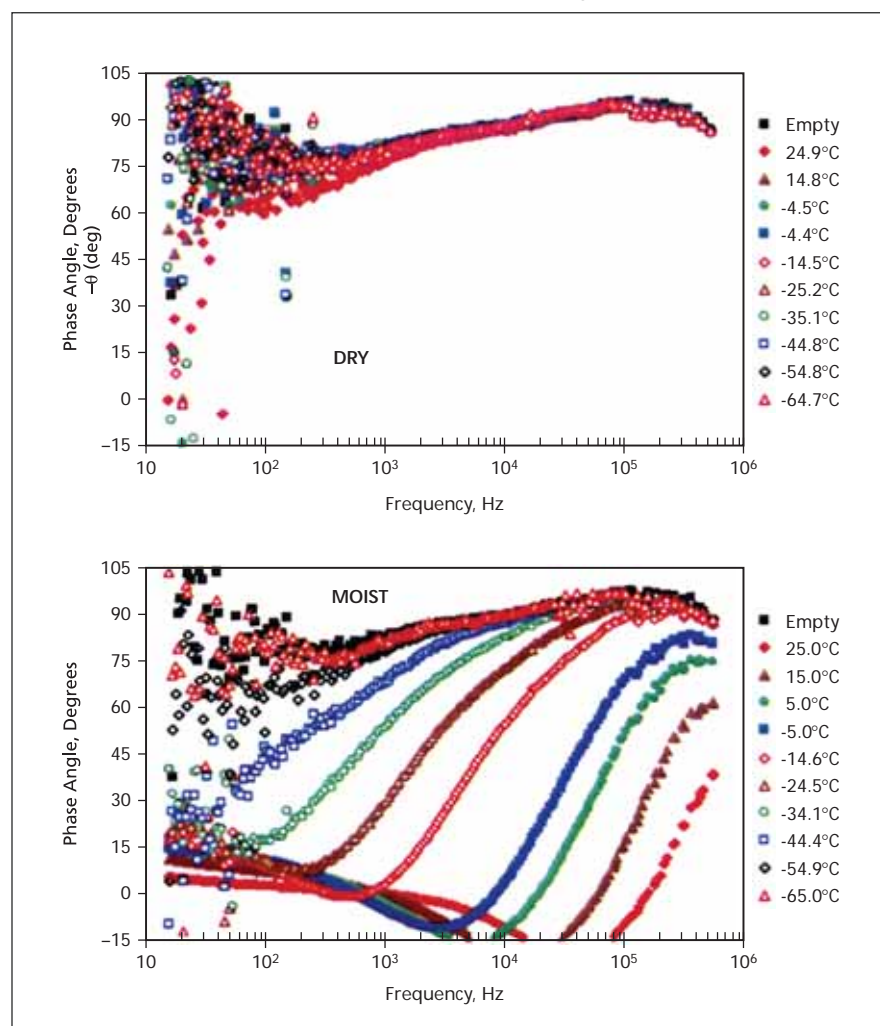 105
90
75
60
45
30
15
0
–15
Phase Angle, Degrees
–θ (deg)
DRY
10
10²
10³
10⁴
10⁵
10⁶
Frequency, Hz
Empty
24.9°C
14.8°C
-4.5°C
-4.4°C
-14.5°C
-25.2°C
-35.1°C
-44.8°C
-54.8°C
-64.7°C
105
90
75
60
45
30
15
0
–15
Phase Angle, Degrees
MOIST
10
10²
10³
10⁴
10⁵
10⁶
Frequency, Hz
Empty
25.0°C
15.0°C
5.0°C
-5.0°C
-14.6°C
-24.5°C
-34.1°C
-44.4°C
-54.9°C
-65.0°C